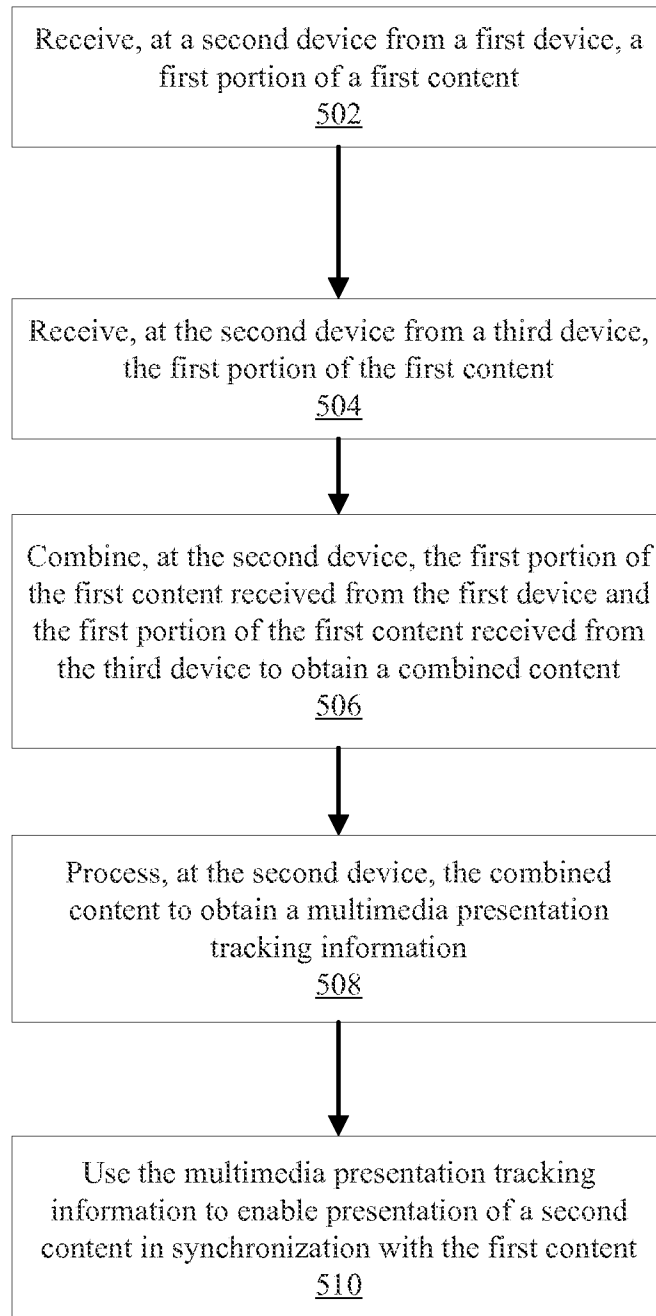 Receive, at a second device from a first device, a
first portion of a first content
502
Receive, at the second device from a third device,
the first portion of the first content
504
Combine, at the second device, the first portion of
the first content received from the first device and
the first portion of the first content received from
the third device to obtain a combined content
506
Process, at the second device, the combined
content to obtain a multimedia presentation
tracking information
508
Use the multimedia presentation tracking
information to enable presentation of a second
content in synchronization with the first content
510